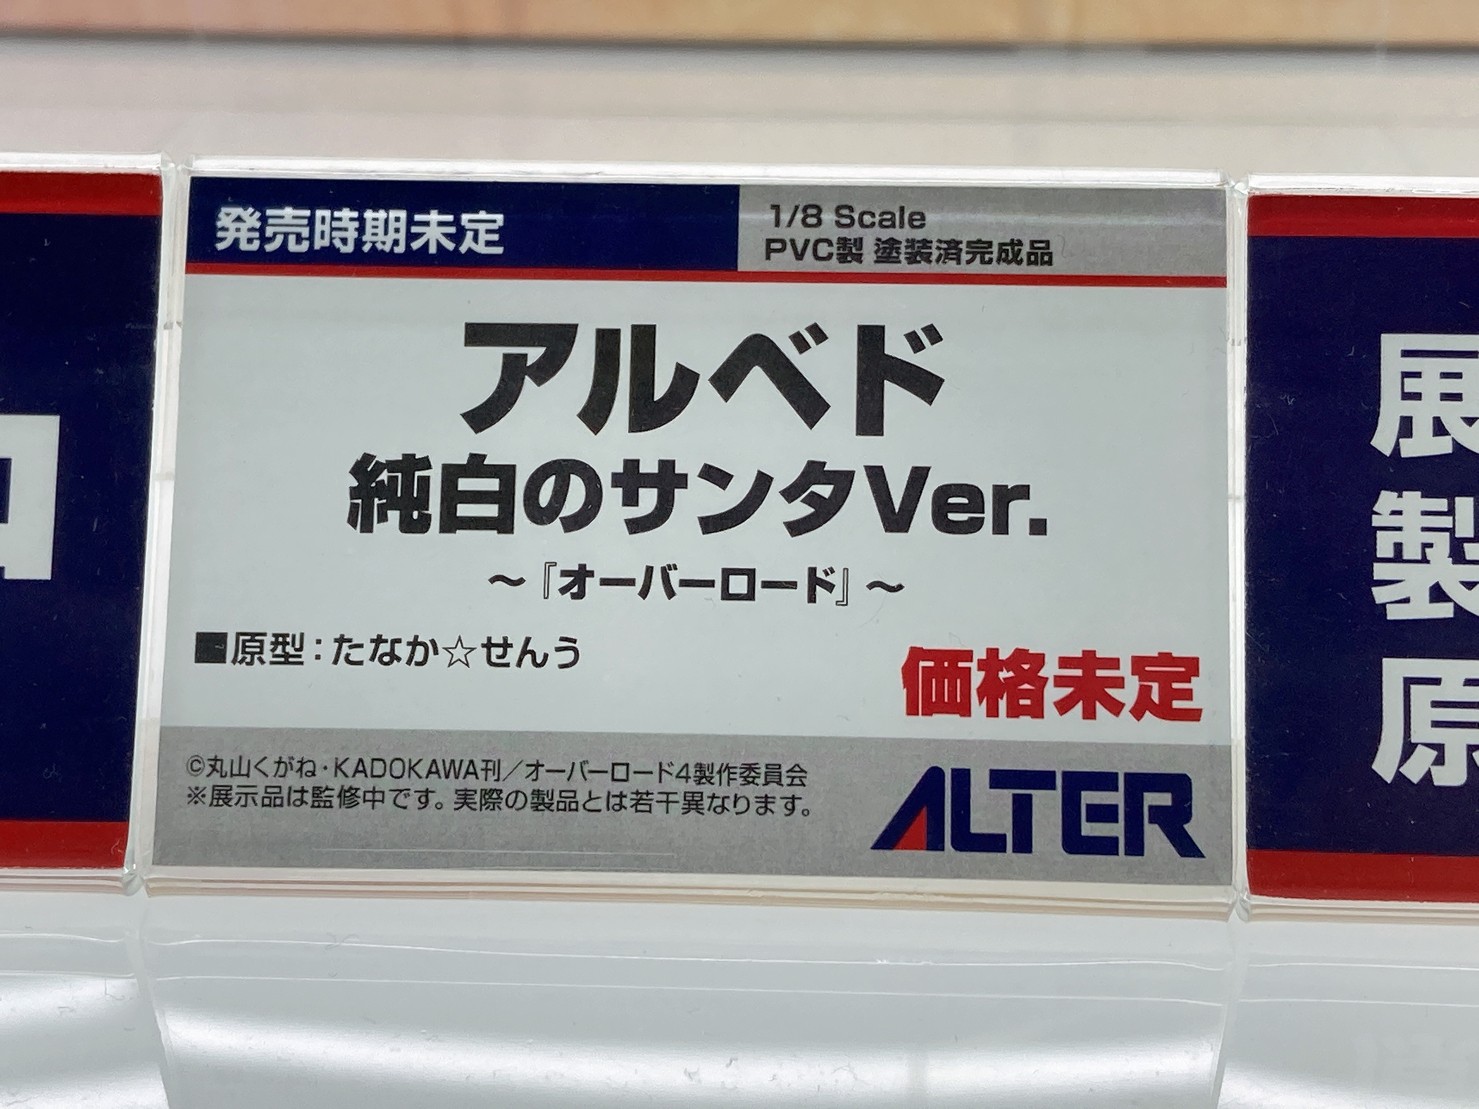 発売時期未定
1/8 Scale
PVC製 塗装済完成品
アルベド
純白のサンタVer.
～『オーバーロード』～
■原型：たなか☆せんう
価格未定
©丸山くがね・KADOKAWA刊／オーバーロード4製作委員会
※展示品は監修中です。実際の製品とは若干異なります。
ALTER
展
製
原